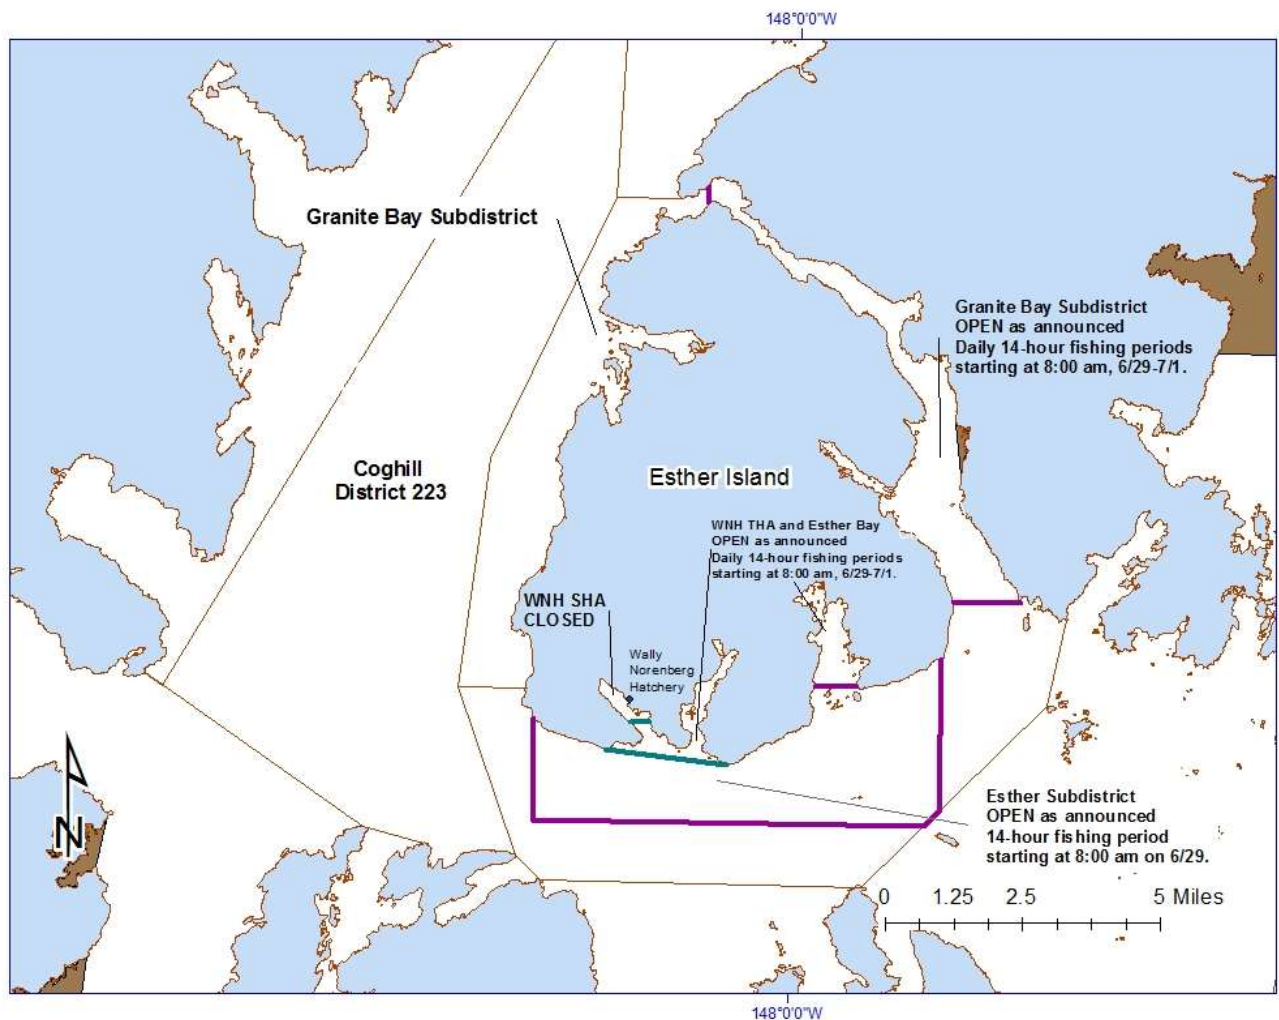 148°0'0"W
Granite Bay Subdistrict
Granite Bay Subdistrict
OPEN as announced
Daily 14-hour fishing periods
starting at 8:00 am, 6/29-7/1.
Coghill
District 223
Esther Island
WNH THA and Esther Bay
OPEN as announced
Daily 14-hour fishing periods
starting at 8:00 am, 6/29-7/1.
WNH SHA
CLOSED
Wally
Norenberg
Hatchery
N
Esther Subdistrict
OPEN as announced
14-hour fishing period
starting at 8:00 am on 6/29.
0 1.25 2.5 5 Miles
148°0'0"W